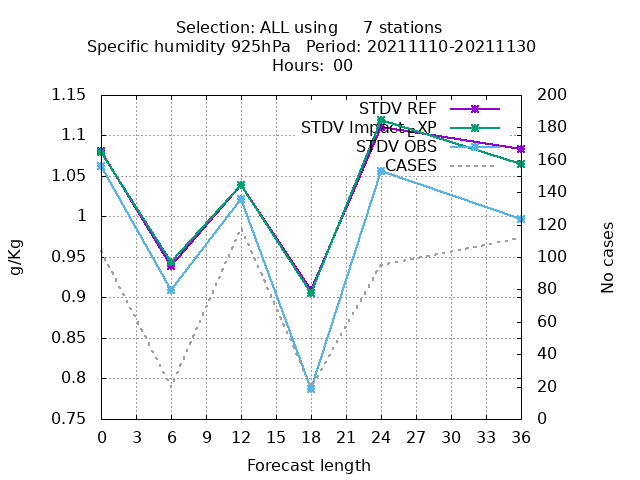 Selection: ALL using 7 stations
Specific humidity 925hPa Period: 20211110-20211130
Hours: 00
1.15
1.1
1.05
1
0.95
0.9
0.85
0.8
0.75
g/Kg
STDV REF
STDV Impact_EXP
STDV OBS
CASES
200
180
160
140
120
100
80
60
40
20
0
No cases
0 3 6 9 12 15 18 21 24 27 30 33 36
Forecast length